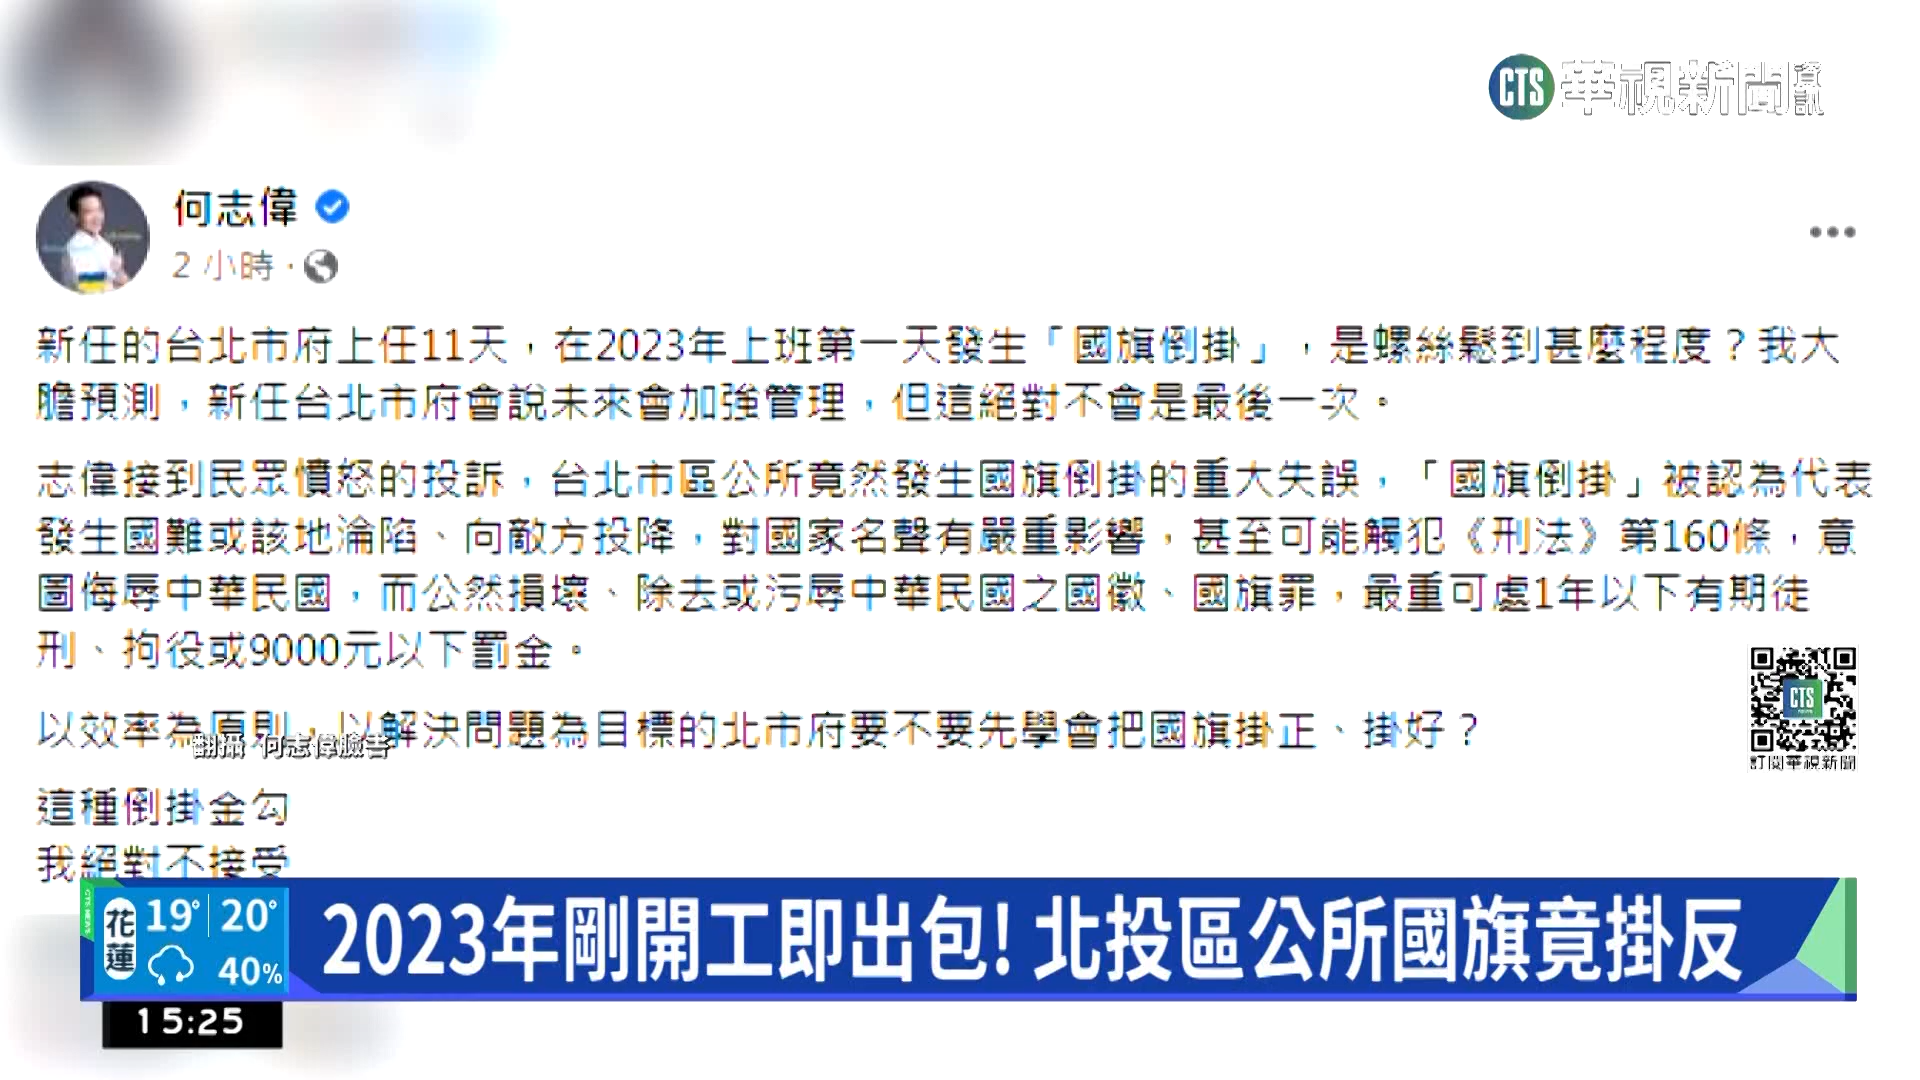 CTS 華視新聞資訊
何志偉
2 小時
新任的台北市府上任11天，在2023年上班第一天發生「國旗倒掛」，是螺絲鬆到甚麼程度？我大
膽預測，新任台北市府會說未來會加強管理，但這絕對不會是最後一次。
志偉接到民眾憤怒的投訴，台北市區公所竟然發生國旗倒掛的重大失誤，「國旗倒掛」被認為代表
發生國難或該地淪陷、向敵方投降，對國家名聲有嚴重影響，甚至可能觸犯《刑法》第160條，意
圖侮辱中華民國，而公然損壞、除去或污辱中華民國之國徽、國旗罪，最重可處1年以下有期徒
刑、拘役或9000元以下罰金。
以效率為原則，以解決問題為目標的北市府要不要先學會把國旗掛正、掛好？
翻攝 何志偉臉書
CTS
訂閱華視新聞
這種倒掛金勾
我絕對不接受
CTS NEWS
花蓮
19° 20°
40%
2023年剛開工即出包! 北投區公所國旗竟掛反
15:25